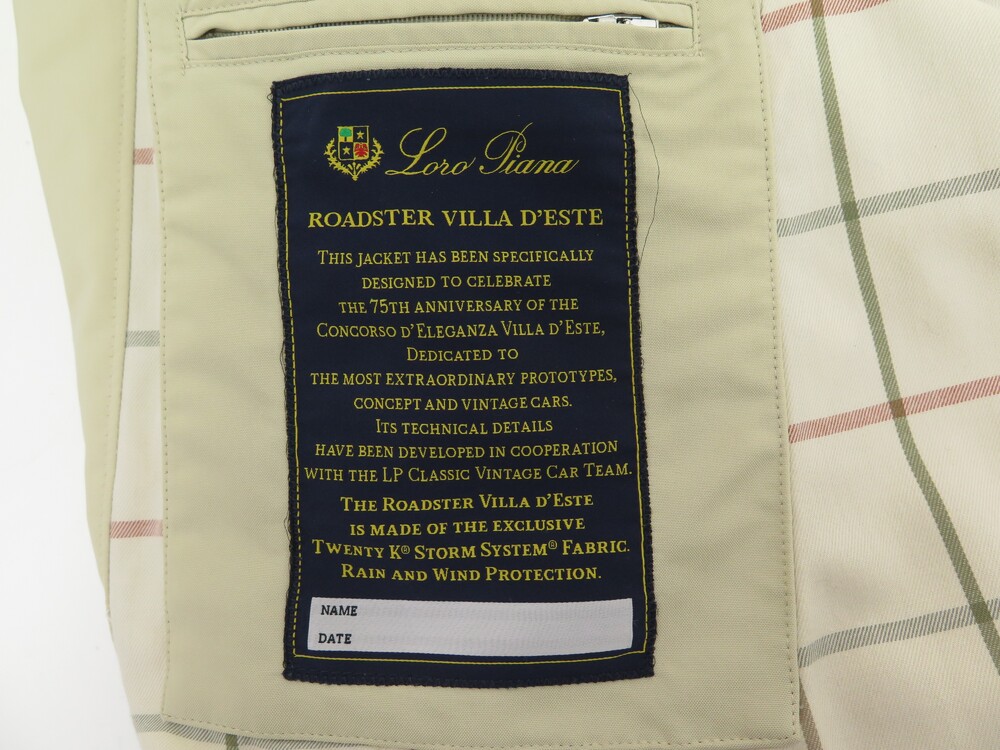 Loro Piana
ROADSTER VILLA D'ESTE
THIS JACKET HAS BEEN SPECIFICALLY
DESIGNED TO CELEBRATE
THE 75TH ANNIVERSARY OF THE
CONCORSO D'ELEGANZA VILLA D'ESTE,
DEDICATED TO
THE MOST EXTRAORDINARY PROTOTYPES,
CONCEPT AND VINTAGE CARS.
ITS TECHNICAL DETAILS
HAVE BEEN DEVELOPED IN COOPERATION
WITH THE LP CLASSIC VINTAGE CAR TEAM.
THE ROADSTER VILLA D'ESTE
IS MADE OF THE EXCLUSIVE
TWENTY K® STORM SYSTEM® FABRIC.
RAIN AND WIND PROTECTION.
NAME
DATE